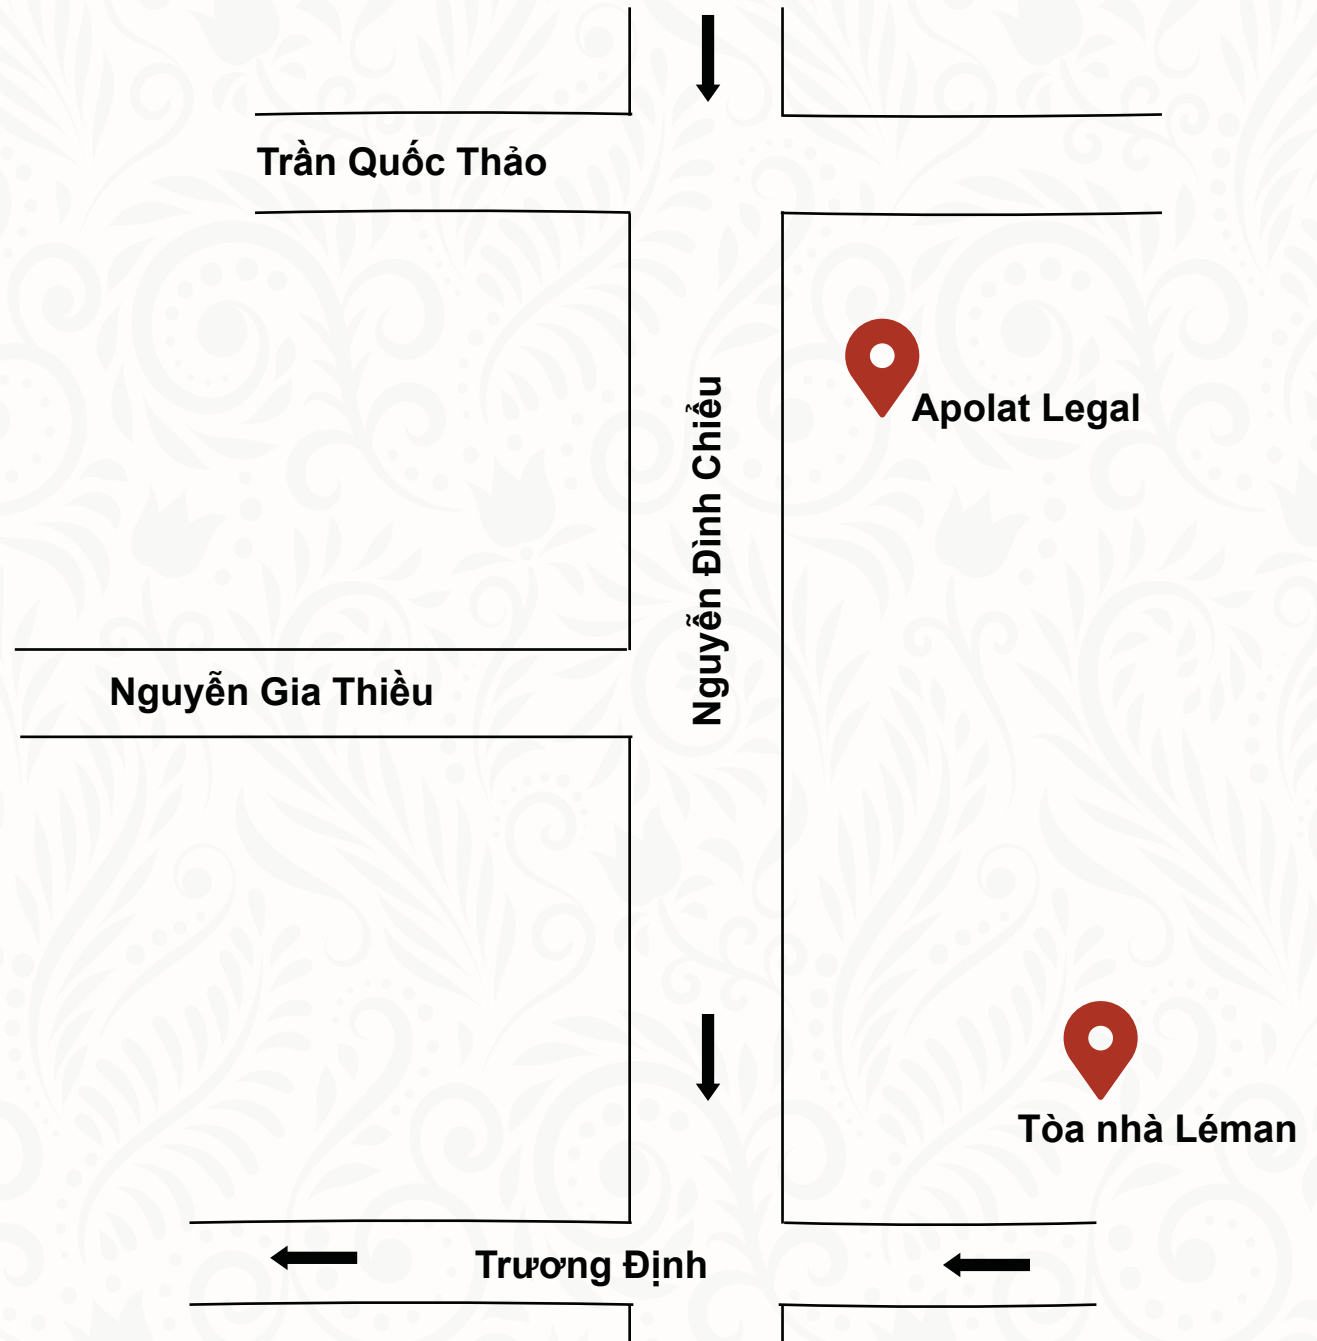 Trần Quốc Thảo
Apolat Legal
Nguyễn Đình Chiểu
Nguyễn Gia Thiều
Tòa nhà Léman
Trương Định